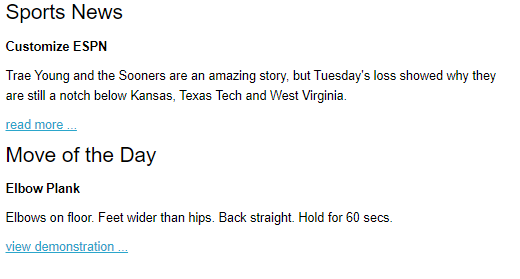 Sports News
Customize ESPN
Trae Young and the Sooners are an amazing story, but Tuesday's loss showed why they
are still a notch below Kansas, Texas Tech and West Virginia.
read more ...
Move of the Day
Elbow Plank
Elbows on floor. Feet wider than hips. Back straight. Hold for 60 secs.
view demonstration ...